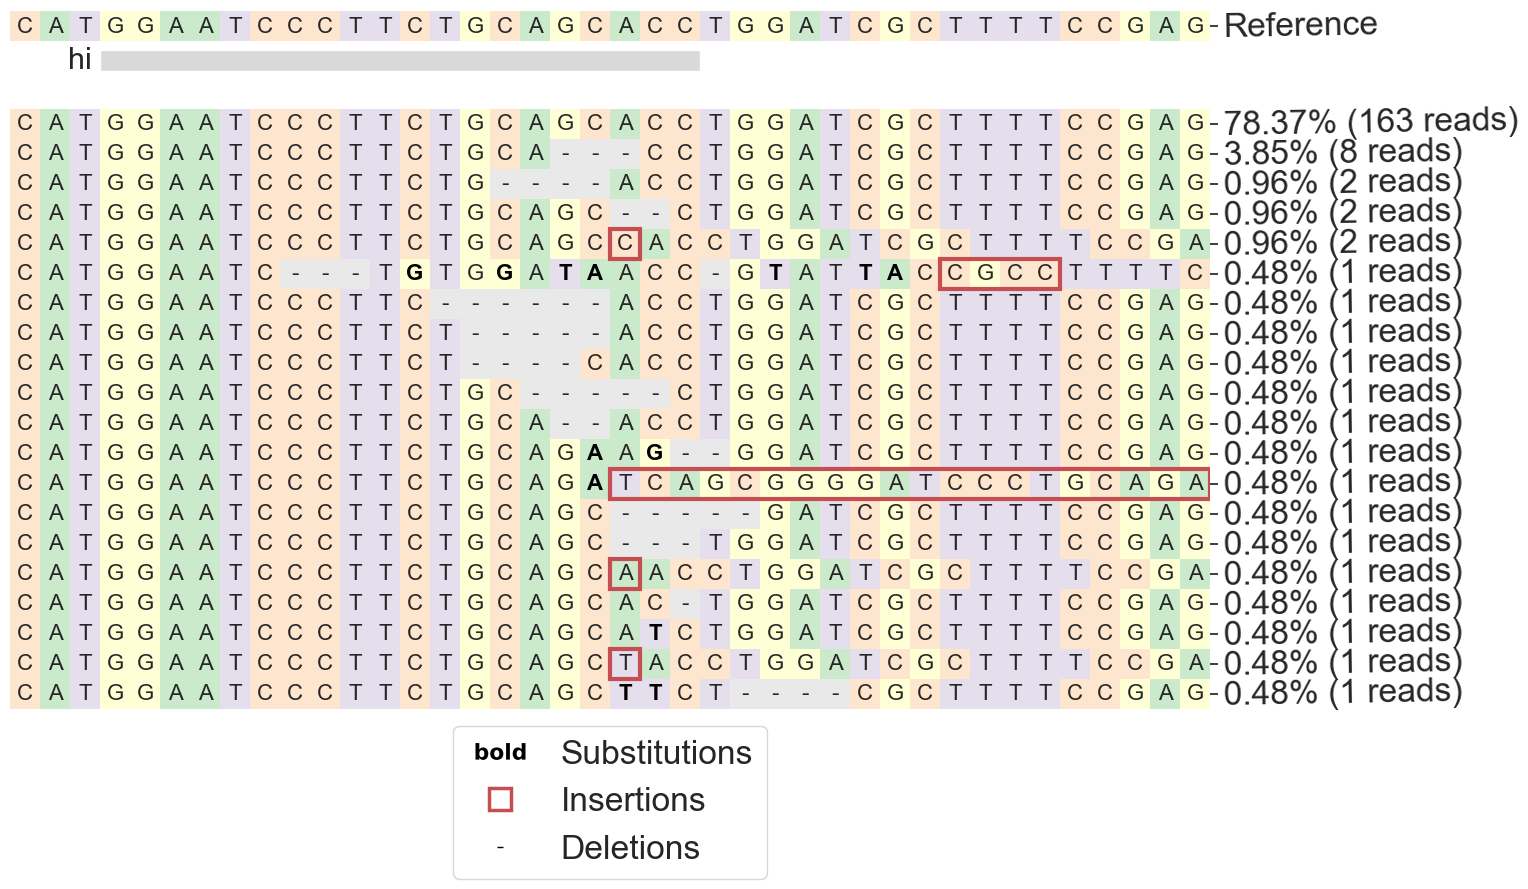 C A T G G A A T C C C T T C T G C A G C A C C T G G A T C G C T T T T C C G A G - Reference
hi
C A T G G A A T C C C T T C T G C A G C A C C T G G A T C G C T T T T C C G A G - 78.37% (163 reads)
C A T G G A A T C C C T T C T G C A - - - C C T G G A T C G C T T T T C C G A G - 3.85% (8 reads)
C A T G G A A T C C C T T C T G - - - - A C C T G G A T C G C T T T T C C G A G - 0.96% (2 reads)
C A T G G A A T C C C T T C T G C A G C - - C T G G A T C G C T T T T C C G A G - 0.96% (2 reads)
C A T G G A A T C C C T T C T G C A G C C A C C T G G A T C G C T T T T C C G A - 0.96% (2 reads)
C A T G G A A T C - - - T G T G G A T A A C C - G T A T T A C C G C C T T T T C - 0.48% (1 reads)
C A T G G A A T C C C T T C - - - - - - A C C T G G A T C G C T T T T C C G A G - 0.48% (1 reads)
C A T G G A A T C C C T T C T - - - - - A C C T G G A T C G C T T T T C C G A G - 0.48% (1 reads)
C A T G G A A T C C C T T C T - - - - C A C C T G G A T C G C T T T T C C G A G - 0.48% (1 reads)
C A T G G A A T C C C T T C T G C - - - - - C T G G A T C G C T T T T C C G A G - 0.48% (1 reads)
C A T G G A A T C C C T T C T G C A - - A C C T G G A T C G C T T T T C C G A G - 0.48% (1 reads)
C A T G G A A T C C C T T C T G C A G A A G - - G G A T C G C T T T T C C G A G - 0.48% (1 reads)
C A T G G A A T C C C T T C T G C A G A T C A G C G G G G A T C C C T G C A G A - 0.48% (1 reads)
C A T G G A A T C C C T T C T G C A G C - - - - - G A T C G C T T T T C C G A G - 0.48% (1 reads)
C A T G G A A T C C C T T C T G C A G C - - - T G G A T C G C T T T T C C G A G - 0.48% (1 reads)
C A T G G A A T C C C T T C T G C A G C A A C C T G G A T C G C T T T T C C G A - 0.48% (1 reads)
C A T G G A A T C C C T T C T G C A G C A C - T G G A T C G C T T T T C C G A G - 0.48% (1 reads)
C A T G G A A T C C C T T C T G C A G C A T C T G G A T C G C T T T T C C G A G - 0.48% (1 reads)
C A T G G A A T C C C T T C T G C A G C T A C C T G G A T C G C T T T T C C G A - 0.48% (1 reads)
C A T G G A A T C C C T T C T G C A G C T T C T - - - - C G C T T T T C C G A G - 0.48% (1 reads)
bold Substitutions
Insertions
- Deletions